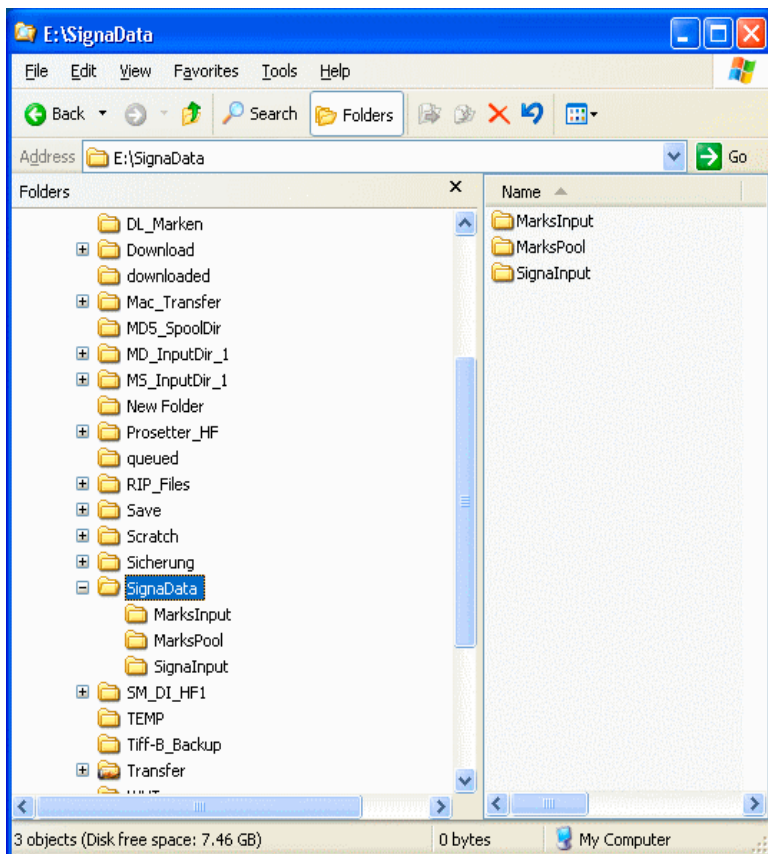 E:\SignaData
File Edit View Favorites Tools Help
Back Search Folders
Address E:\SignaData Go
Folders x
Name
DL_Marken
Download
downloaded
Mac_Transfer
MD5_SpoolDir
MD_InputDir_1
MS_InputDir_1
New Folder
Prosetter_HF
queued
RIP_Files
Save
Scratch
Sicherung
SignaData
MarksInput
MarksPool
SignaInput
SM_DI_HF1
TEMP
Tiff-B_Backup
Transfer
MarksInput
MarksPool
SignaInput
3 objects (Disk free space: 7.46 GB) 0 bytes My Computer